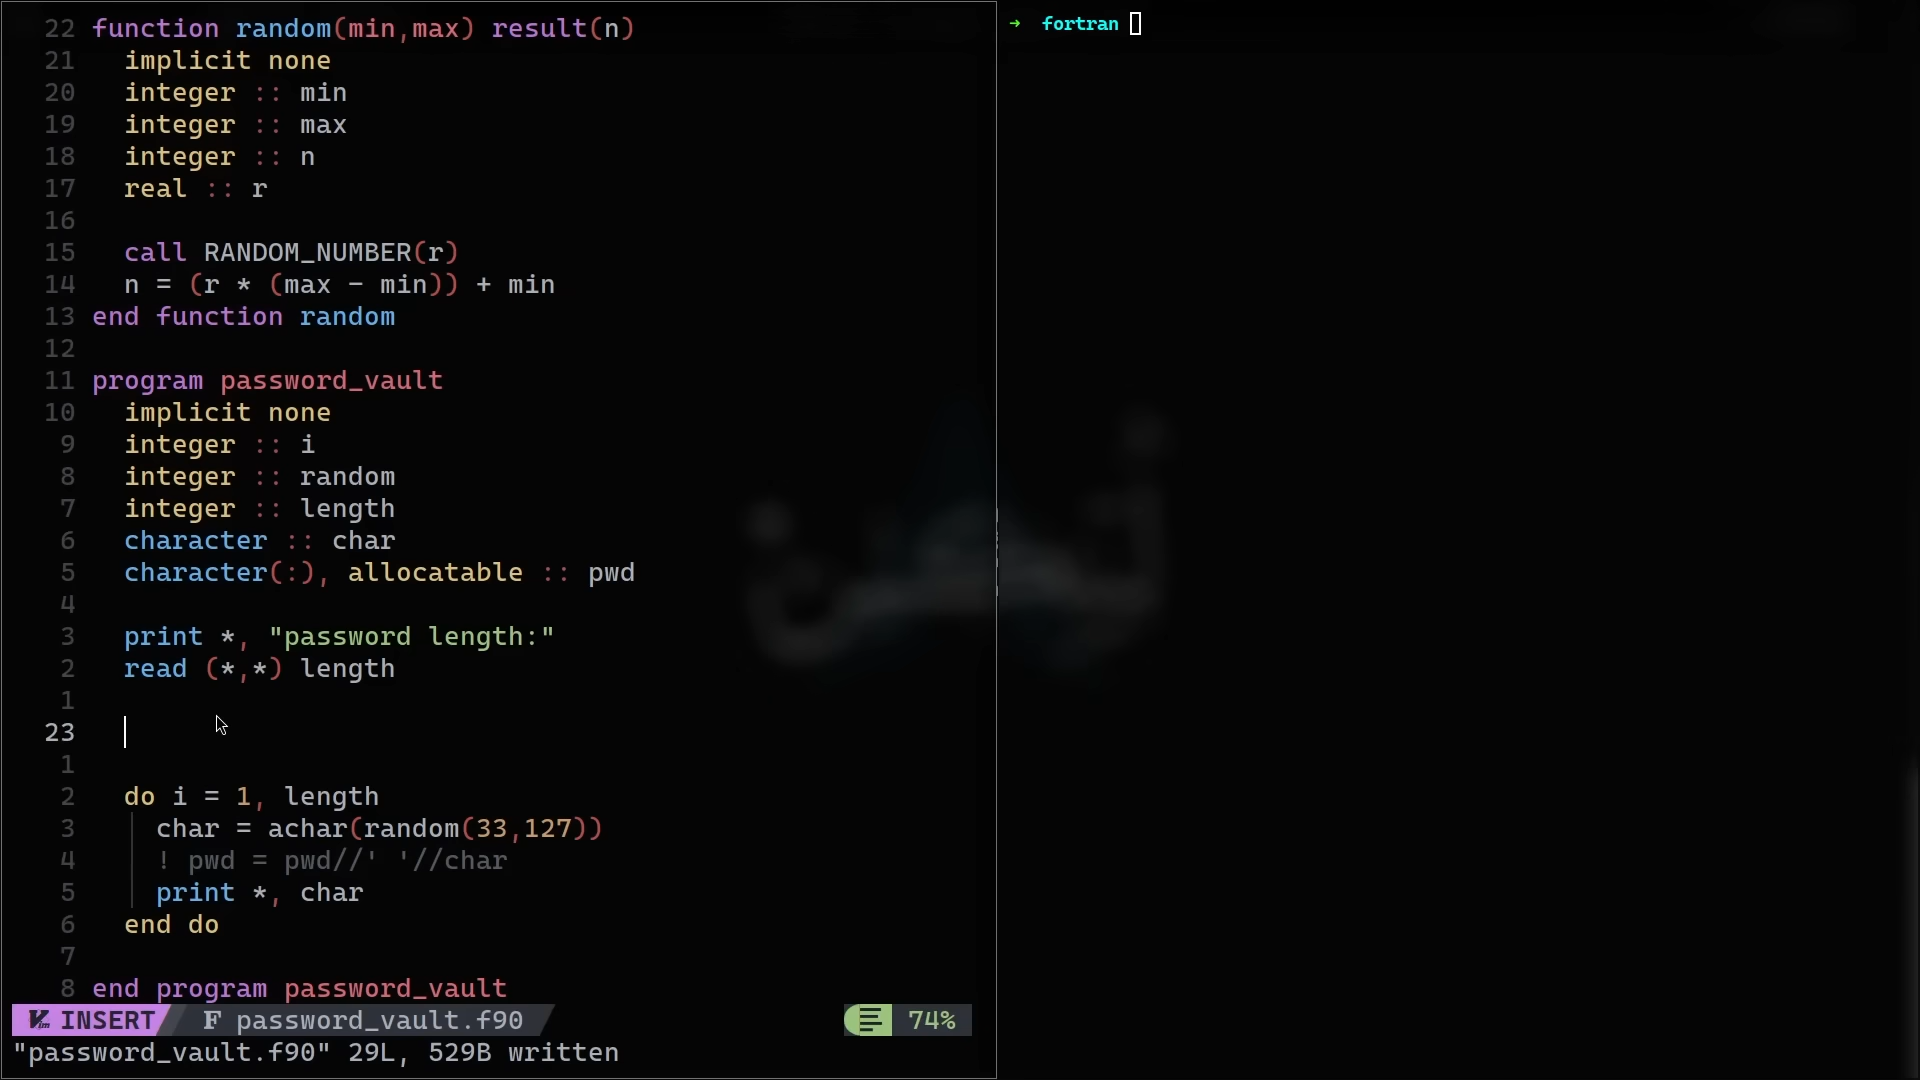 22 function random(min,max) result(n)
21 implicit none
20 integer :: min
19 integer :: max
18 integer :: n
17 real :: r
16
15 call RANDOM_NUMBER(r)
14 n = (r * (max - min)) + min
13 end function random
12
11 program password_vault
10 implicit none
9 integer :: i
8 integer :: random
7 integer :: length
6 character :: char
5 character(:), allocatable :: pwd
4
3 print *, "password length:"
2 read (*,*) length
1
23
1
2 do i = 1, length
3 char = achar(random(33,127))
4 ! pwd = pwd//' '//char
5 print *, char
6 end do
7
8 end program password_vault
INSERT F password_vault.f90 74%
"password_vault.f90" 29L, 529B written
→ fortran